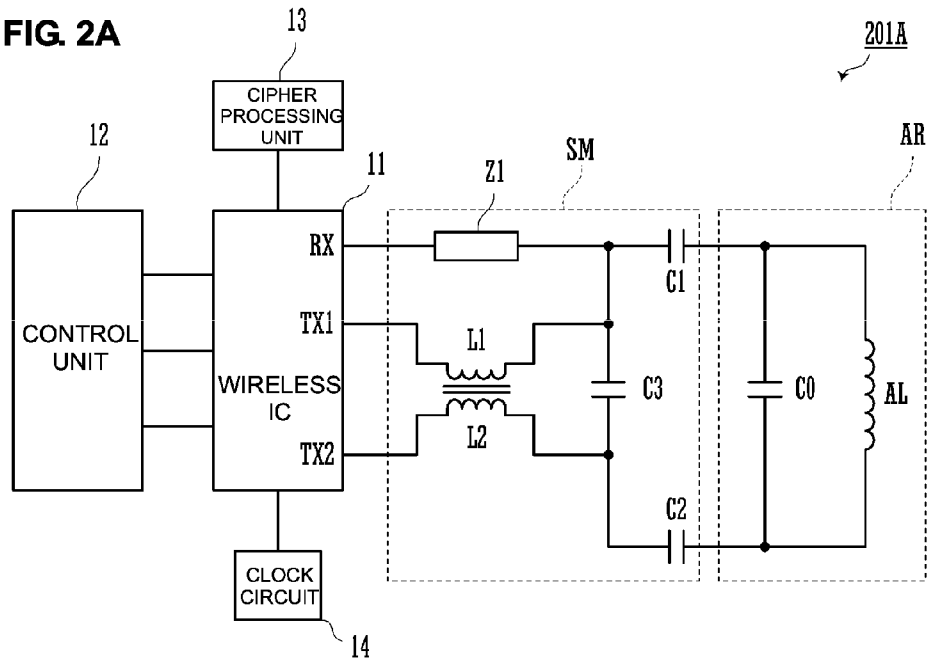 FIG. 2A
13
201A
CIPHER
PROCESSING
UNIT
12
11
Z1
SM
AR
RX
C1
TX1
L1
CONTROL
UNIT
WIRELESS
IC
C3
C0
AL
L2
TX2
C2
CLOCK
CIRCUIT
14